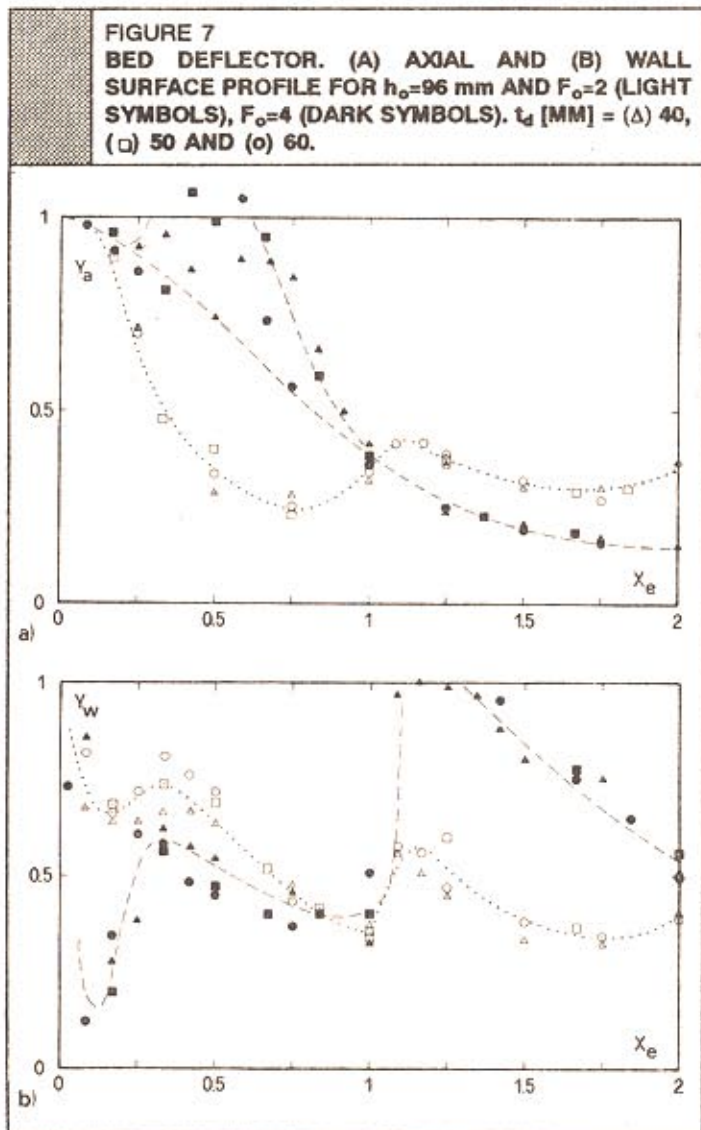 FIGURE 7
BED DEFLECTOR. (A) AXIAL AND (B) WALL
SURFACE PROFILE FOR hₒ=96 mm AND Fₒ=2 (LIGHT
SYMBOLS), Fₒ=4 (DARK SYMBOLS). t_d [MM] = (Δ) 40,
(□) 50 AND (o) 60.
1
Yₐ
0.5
Xₑ
0
0 0.5 1 1.5 2
a)
1
Y_w
0.5
Xₑ
0
0 0.5 1 1.5 2
b)